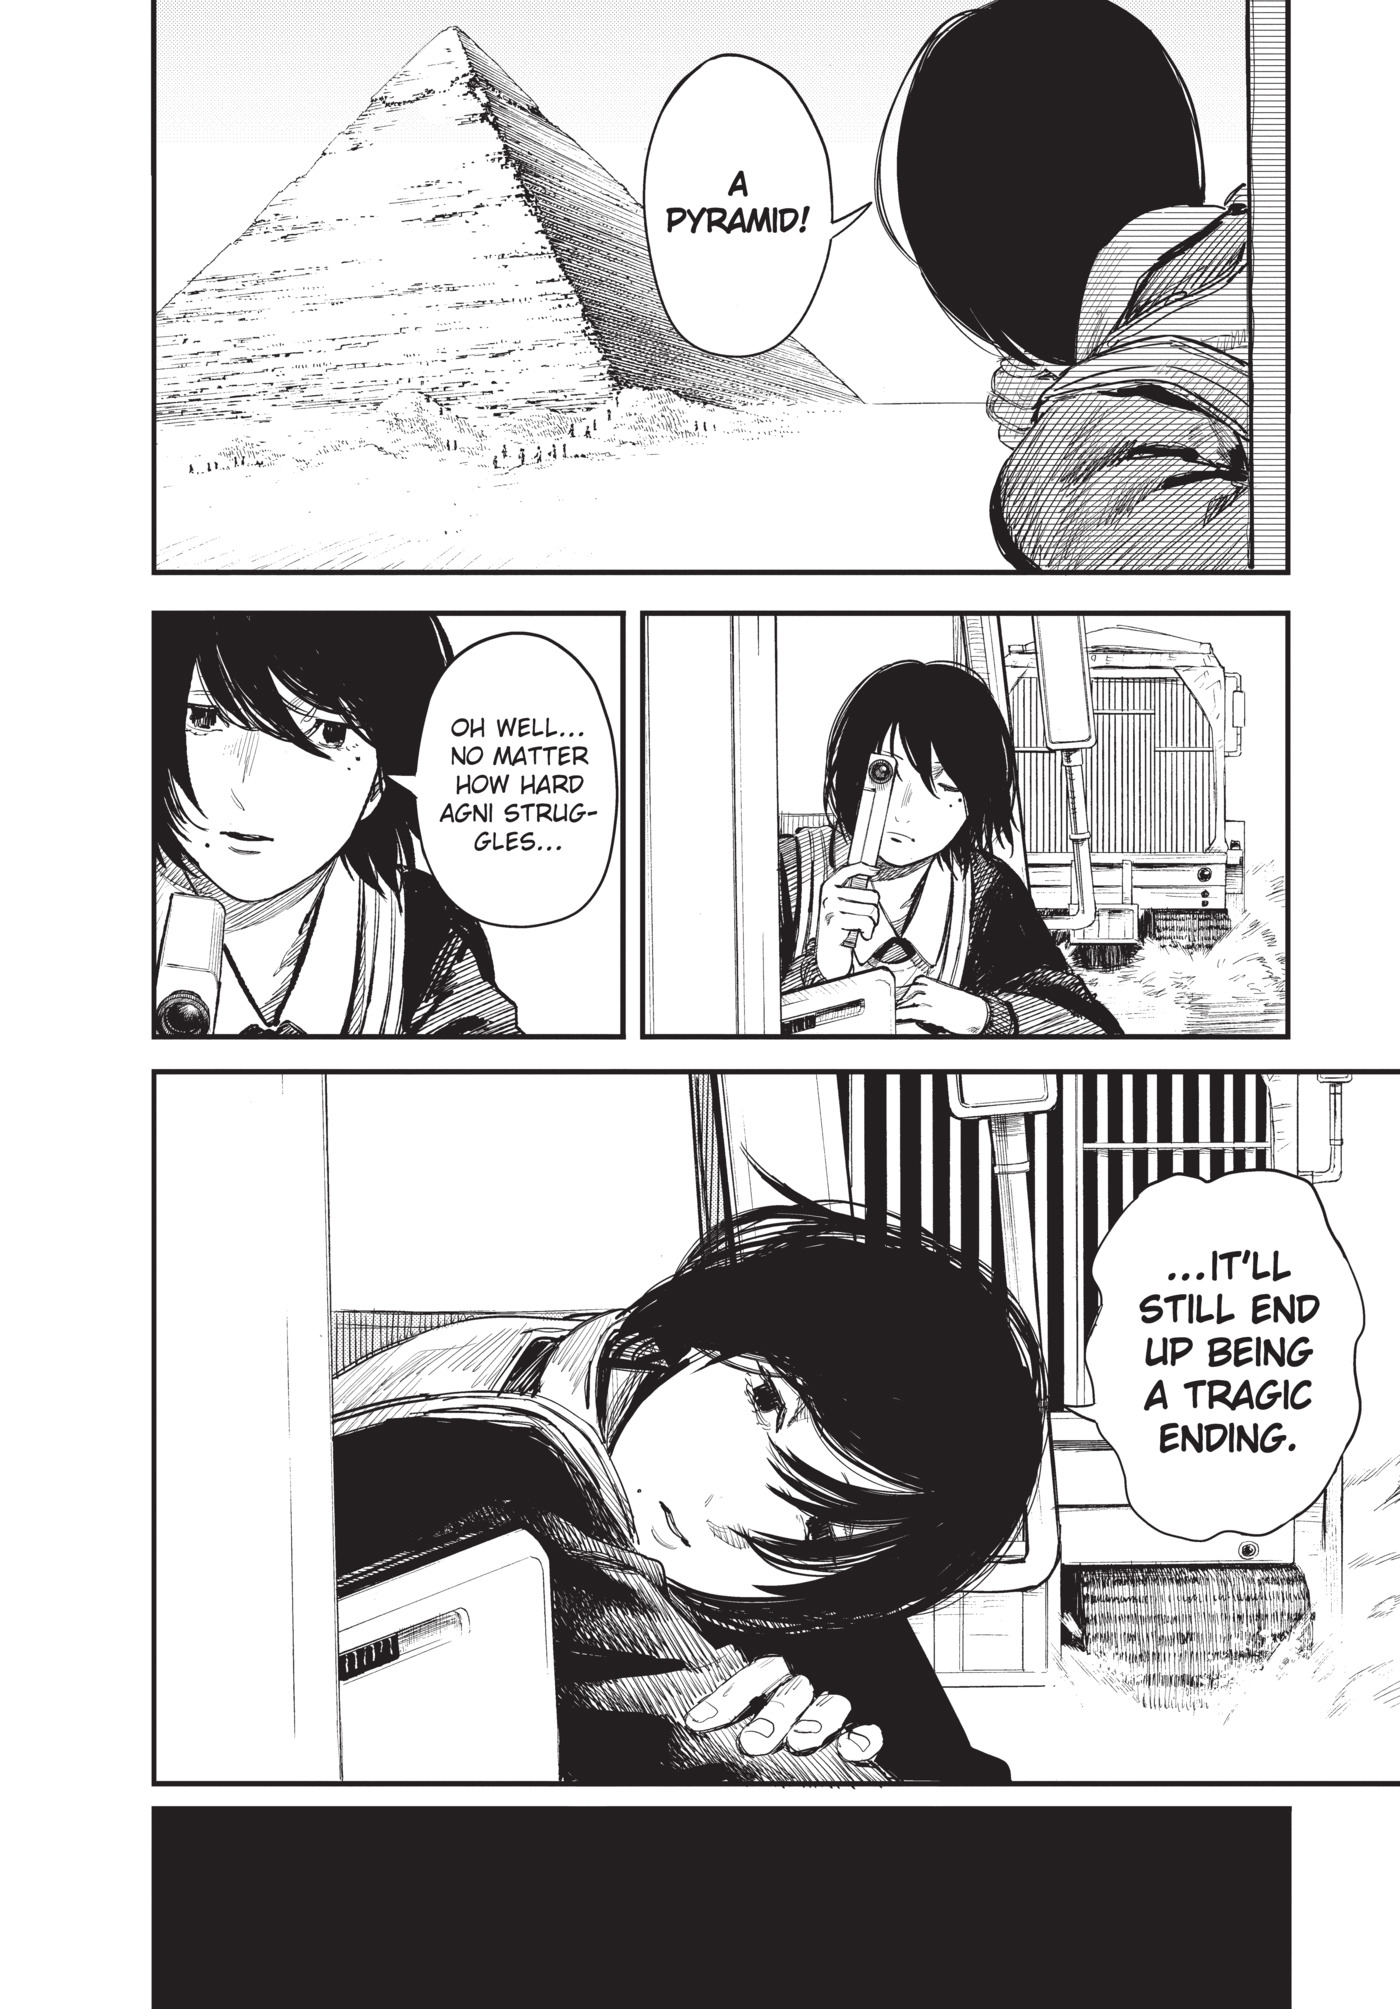 A
PYRAMID!
OH WELL...
NO MATTER
HOW HARD
AGNI STRUG-
GLES...
...IT'LL
STILL END
UP BEING
A TRAGIC
ENDING.